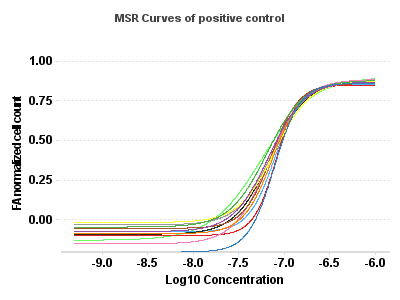 MSR Curves of positive control
1.00
0.75
0.50
0.25
0.00
FA normalized cell count
-9.0 -8.5 -8.0 -7.5 -7.0 -6.5 -6.0
Log10 Concentration